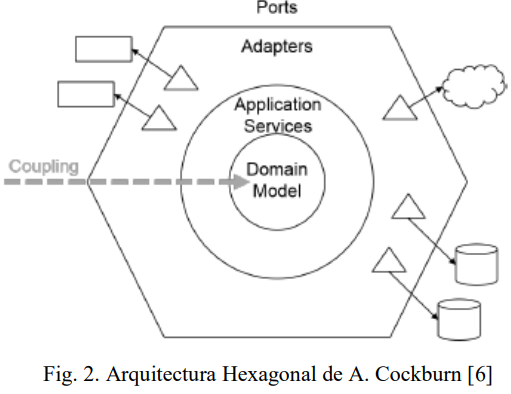 Ports
Adapters
Application
Services
Domain
Model
Coupling
Fig. 2. Arquitectura Hexagonal de A. Cockburn [6]